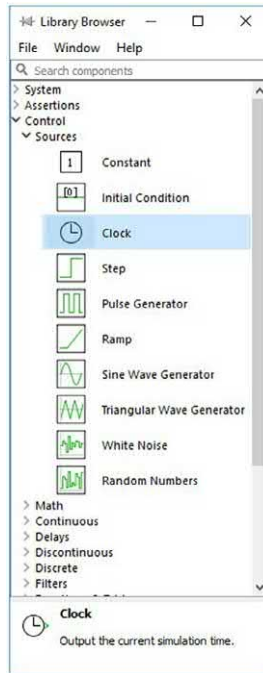 Library Browser
File Window Help
Search components
System
Assertions
Control
Sources
1 Constant
[0] Initial Condition
Clock
Step
Pulse Generator
Ramp
Sine Wave Generator
Triangular Wave Generator
White Noise
Random Numbers
Math
Continuous
Delays
Discontinuous
Discrete
Filters
Clock
Output the current simulation time.